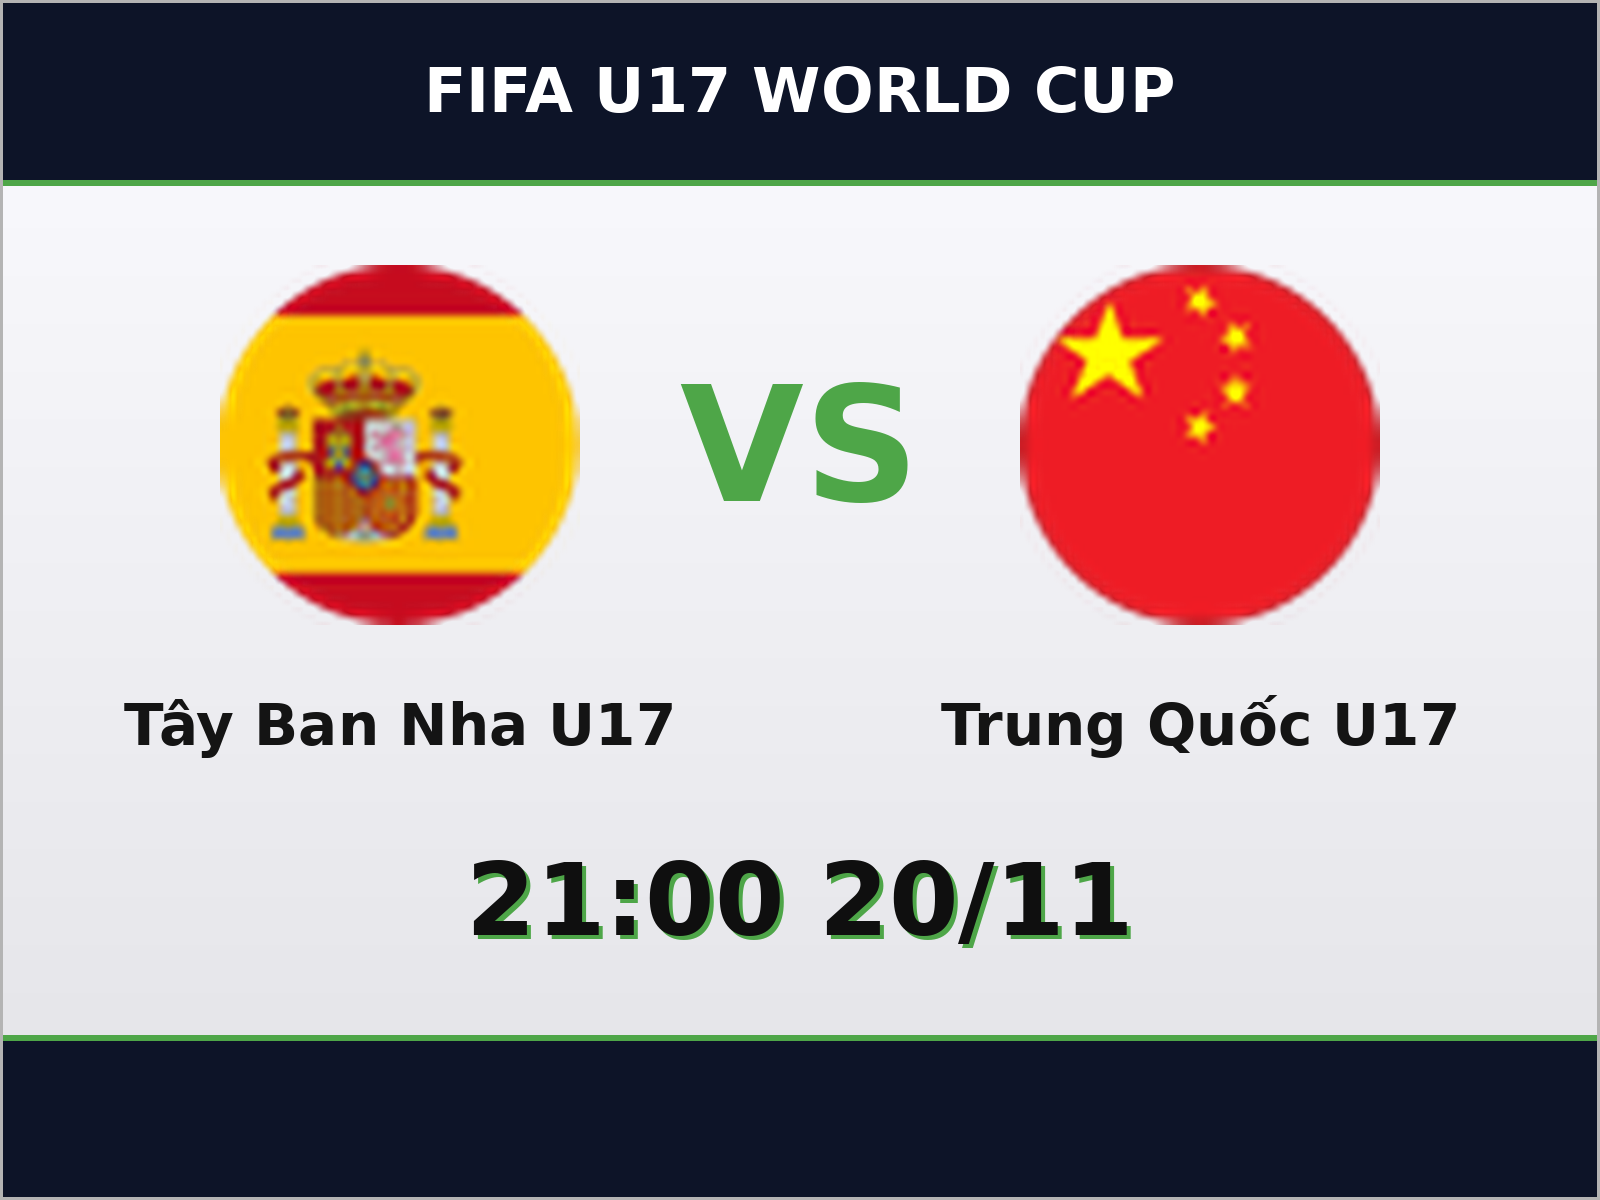 FIFA U17 WORLD CUP
VS
Tây Ban Nha U17
Trung Quốc U17
21:00 20/11